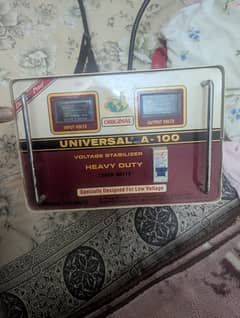 ORIGINAL
INPUT VOLTS
OUTPUT VOLTS
UNIVERSAL A-100
VOLTAGE STABILIZER
HEAVY DUTY
Specially Designed For Low Voltage